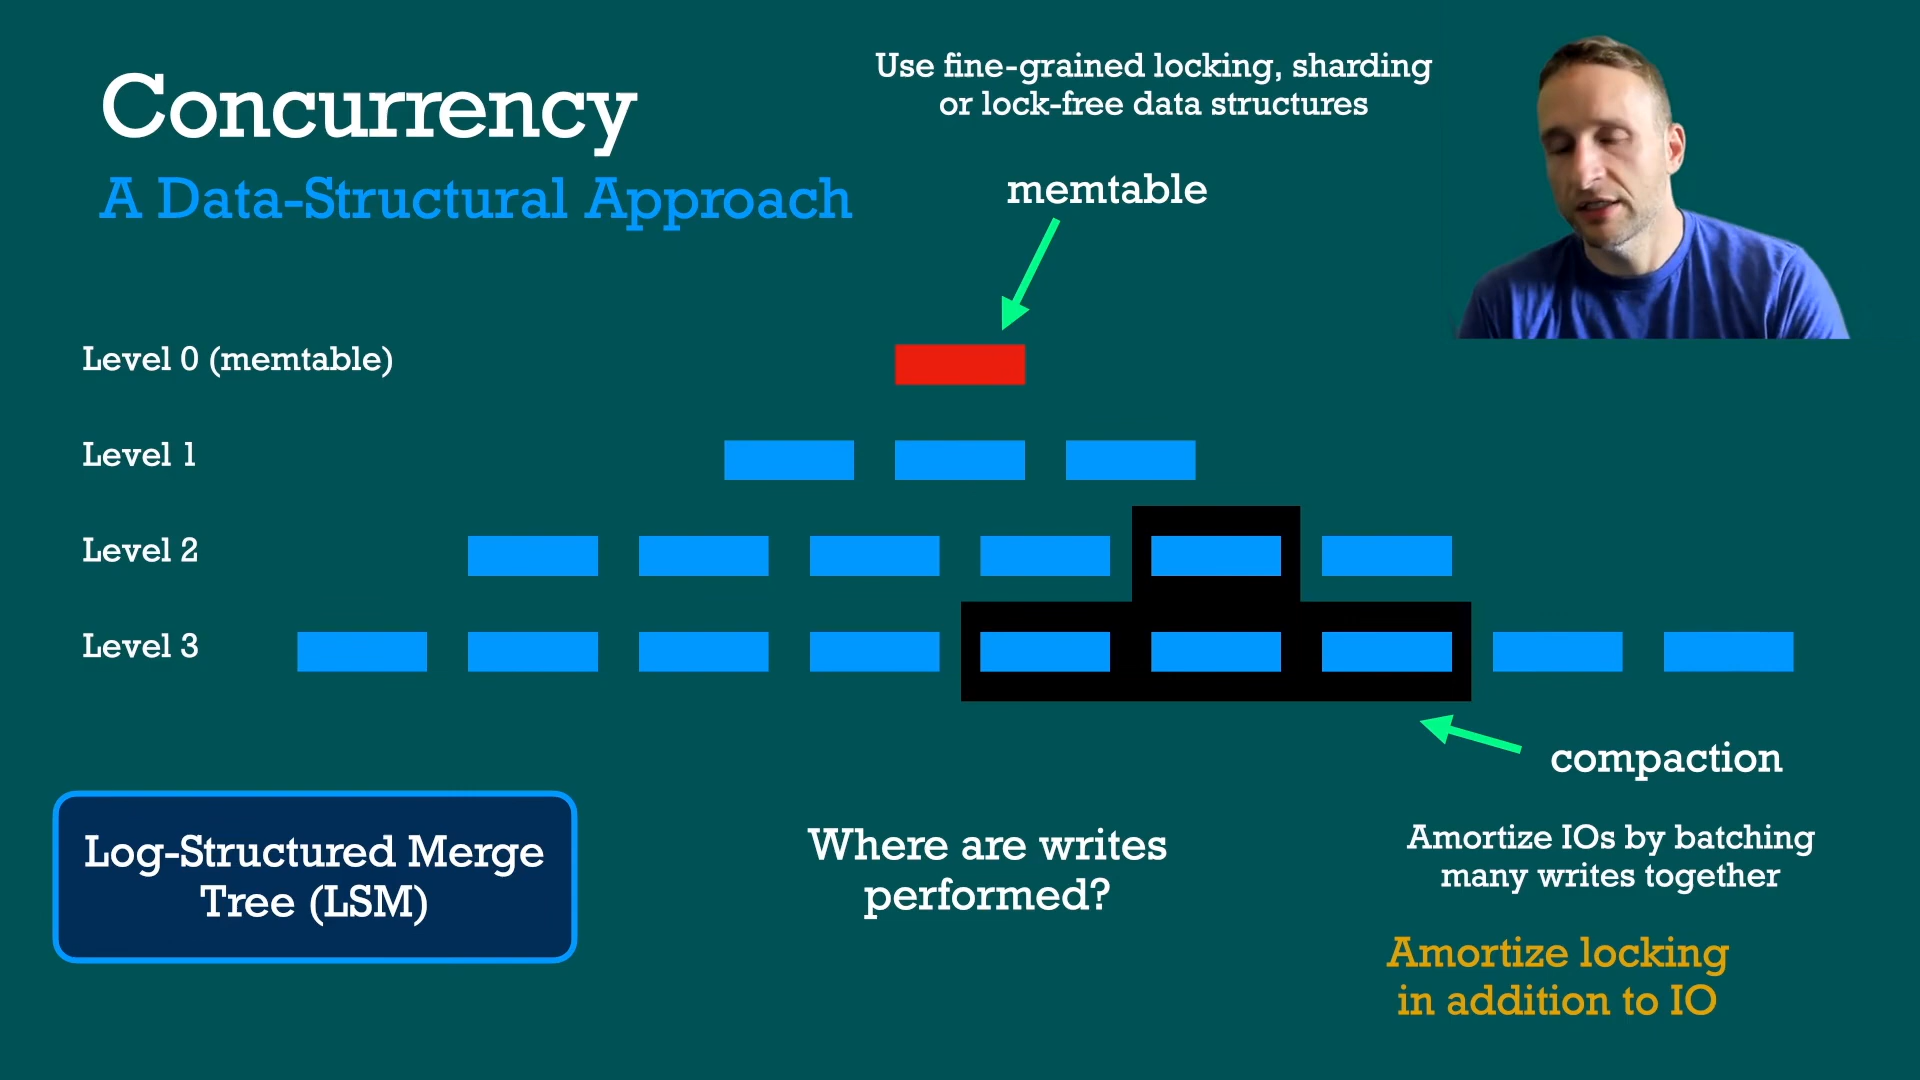 Concurrency
A Data-Structural Approach
Use fine-grained locking, sharding
or lock-free data structures
memtable
Level 0 (memtable)
Level 1
Level 2
Level 3
compaction
Log-Structured Merge
Tree (LSM)
Where are writes
performed?
Amortize IOs by batching
many writes together
Amortize locking
in addition to IO